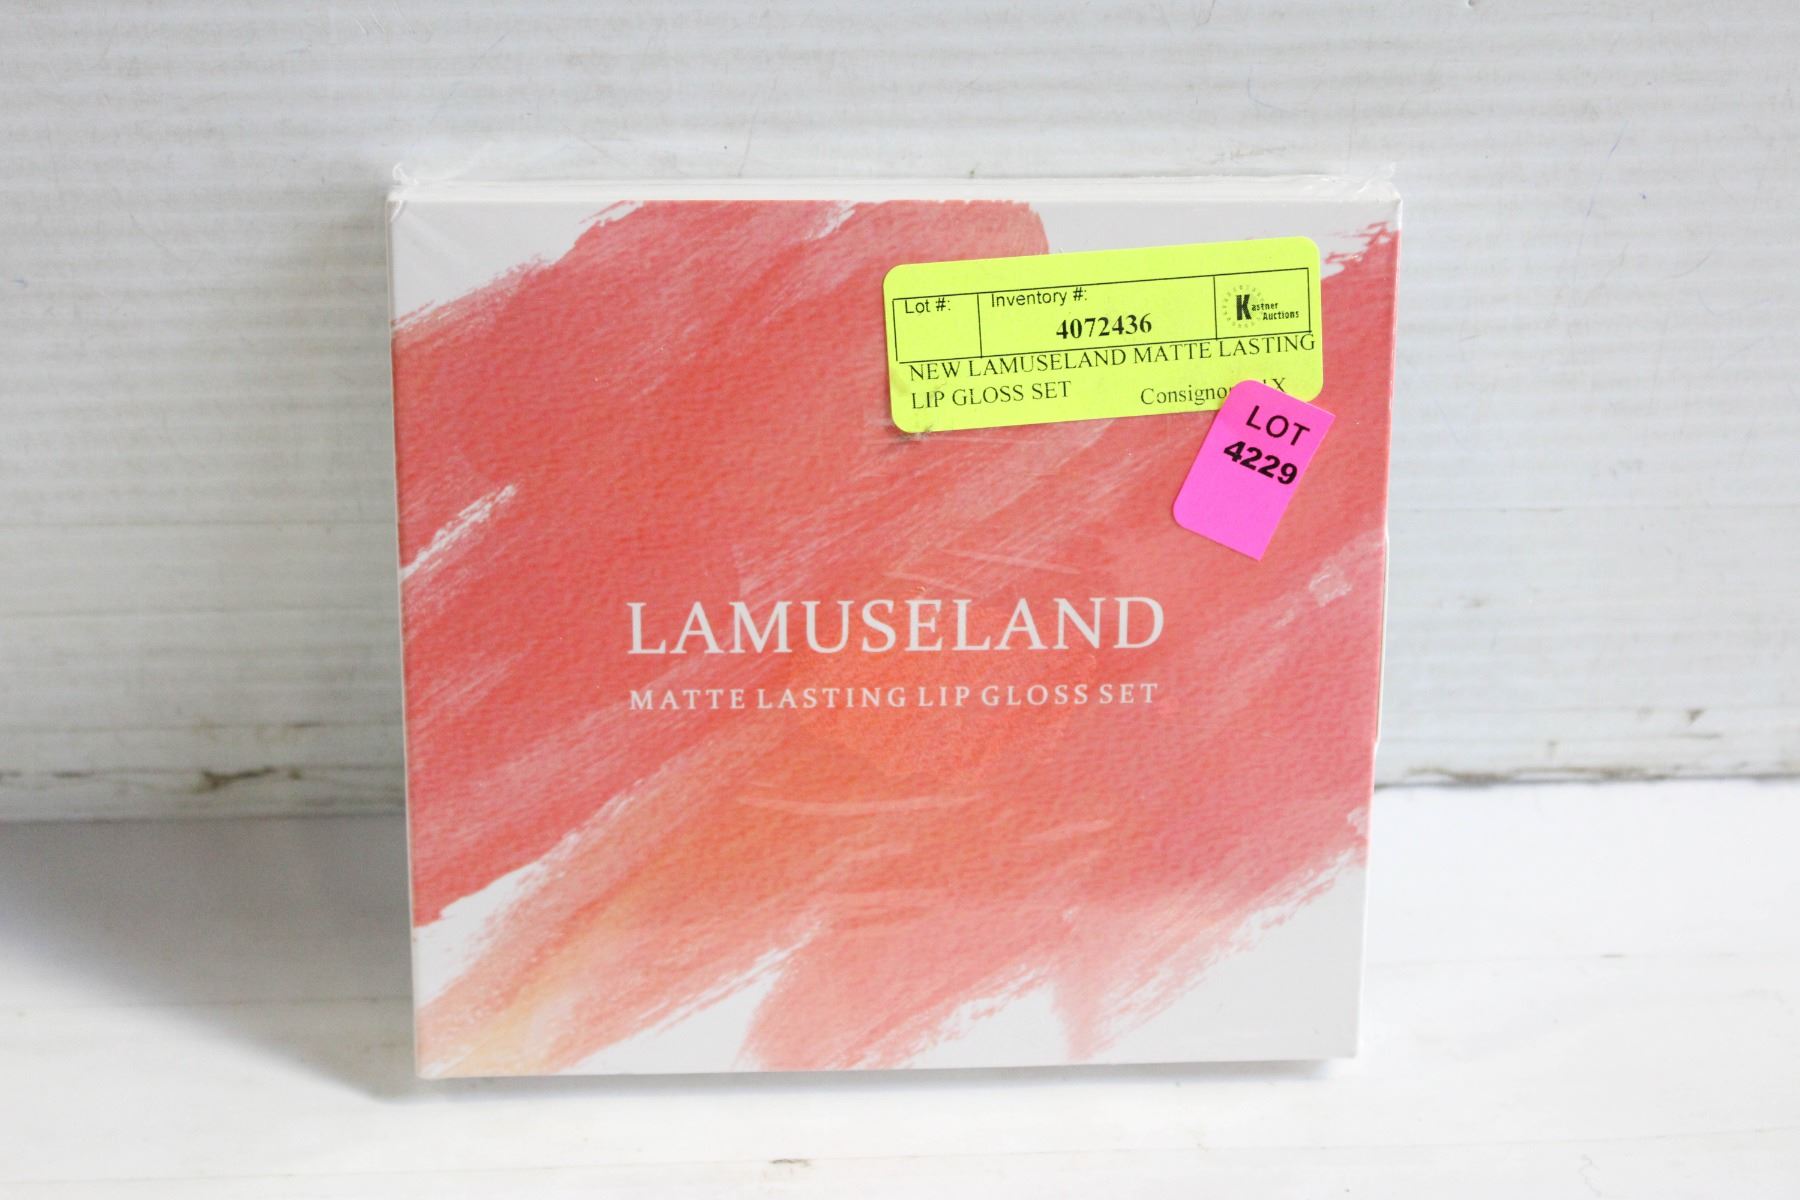 Lot #:
Inventory #:
4072436
Kastner
Auctions
NEW LAMUSELAND MATTE LASTING
LIP GLOSS SET
LOT
4229
LAMUSELAND
MATTE LASTING LIP GLOSS SET